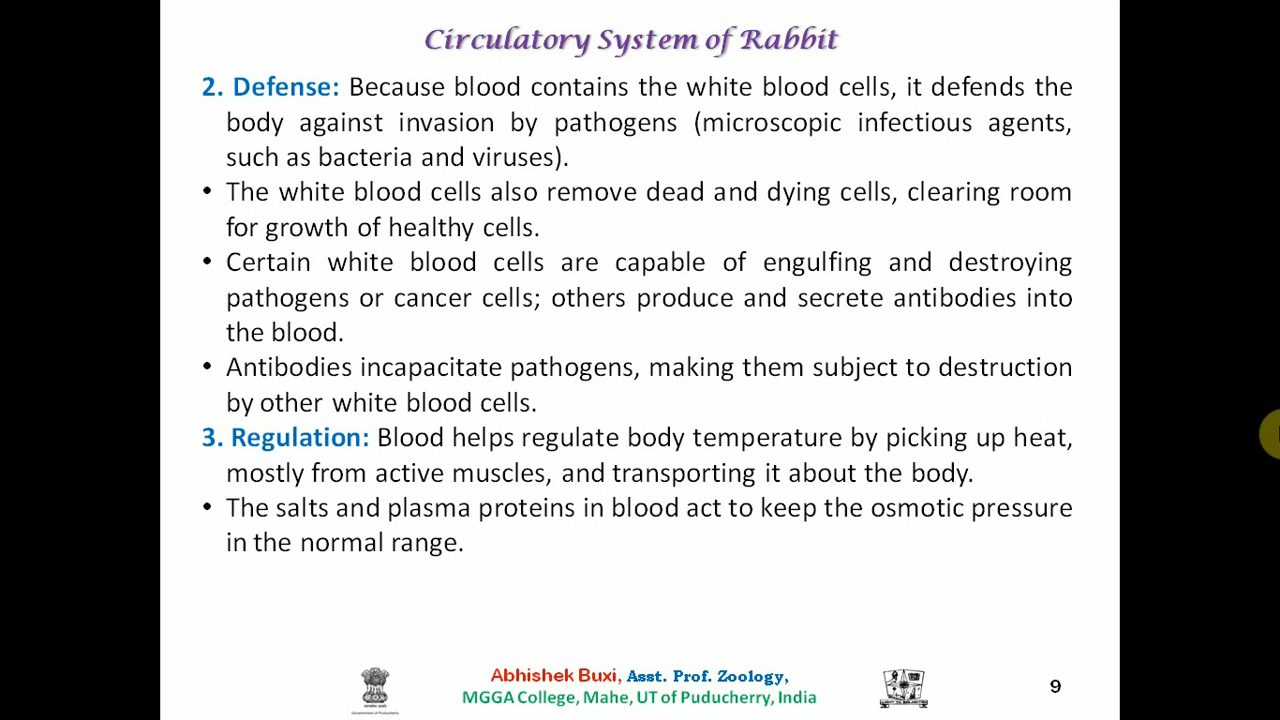 Circulatory System of Rabbit
2. Defense: Because blood contains the white blood cells, it defends the
body against invasion by pathogens (microscopic infectious agents,
such as bacteria and viruses).
• The white blood cells also remove dead and dying cells, clearing room
for growth of healthy cells.
• Certain white blood cells are capable of engulfing and destroying
pathogens or cancer cells; others produce and secrete antibodies into
the blood.
• Antibodies incapacitate pathogens, making them subject to destruction
by other white blood cells.
3. Regulation: Blood helps regulate body temperature by picking up heat,
mostly from active muscles, and transporting it about the body.
• The salts and plasma proteins in blood act to keep the osmotic pressure
in the normal range.
Abhishek Buxi, Asst. Prof. Zoology,
MGGA College, Mahe, UT of Puducherry, India
Government of Puducherry
9